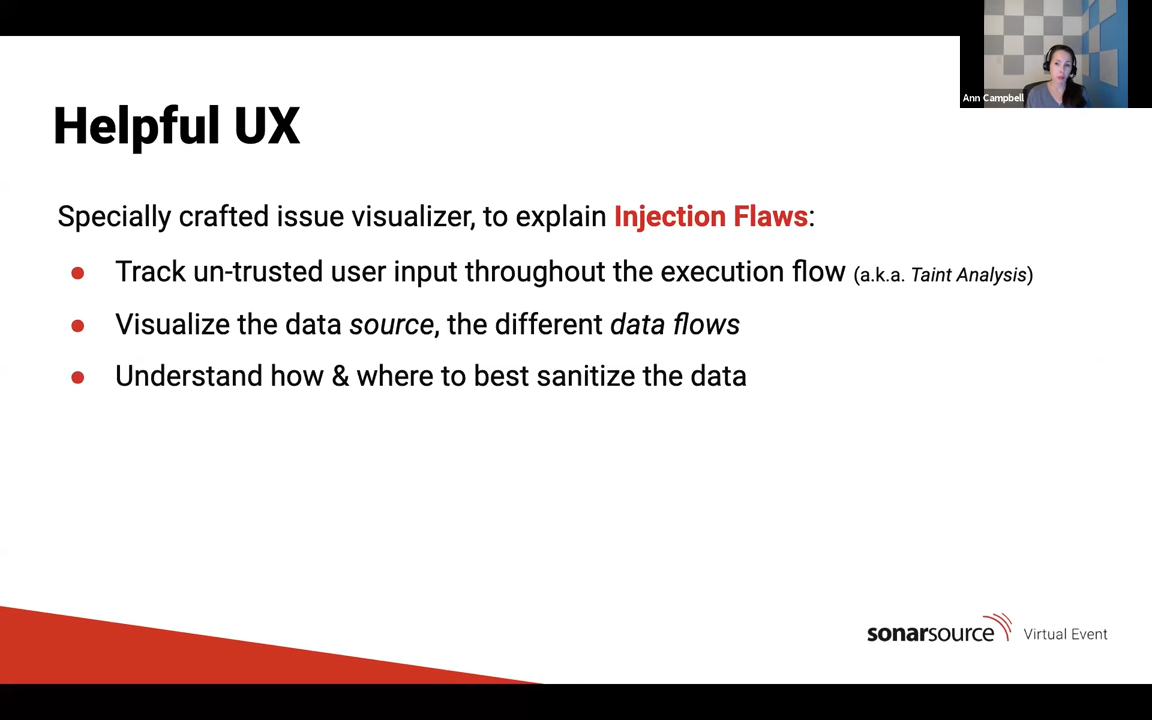 Ann Campbell
Helpful UX
Specially crafted issue visualizer, to explain Injection Flaws:
● Track un-trusted user input throughout the execution flow (a.k.a. Taint Analysis)
● Visualize the data source, the different data flows
● Understand how & where to best sanitize the data
sonarsource Virtual Event